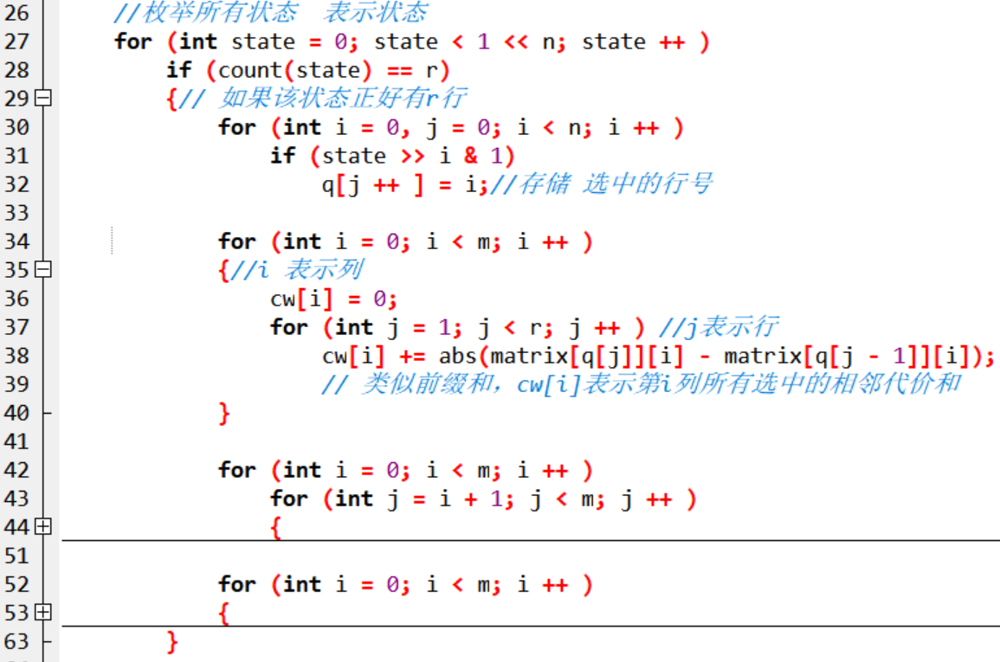 26 //枚举所有状态  表示状态
27 for (int state = 0; state < 1 << n; state ++ )
28 if (count(state) == r)
29 {// 如果该状态正好有r行
30 for (int i = 0, j = 0; i < n; i ++ )
31 if (state >> i & 1)
32 q[j ++ ] = i;//存储 选中的行号
33
34 for (int i = 0; i < m; i ++ )
35 {//i 表示列
36 cw[i] = 0;
37 for (int j = 1; j < r; j ++ ) //j表示行
38 cw[i] += abs(matrix[q[j]][i] - matrix[q[j - 1]][i]);
39 // 类似前缀和，cw[i]表示第i列所有选中的相邻代价和
40 }
41
42 for (int i = 0; i < m; i ++ )
43 for (int j = i + 1; j < m; j ++ )
44 {
51
52 for (int i = 0; i < m; i ++ )
53 {
63 }